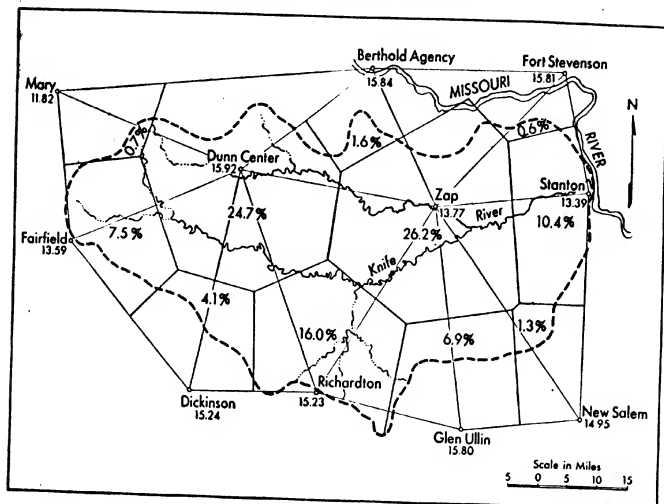 Berthold Agency
15.84
Fort Stevenson
15.81
MISSOURI
RIVER
N
Mary
11.82
0.7%
1.6%
0.6%
Dunn Center
15.92
Zap
13.77
Stanton
13.39
River
Knife
24.7%
26.2%
10.4%
7.5%
Fairfield
13.59
4.1%
16.0%
6.9%
1.3%
Dickinson
15.24
Richardton
15.23
Glen Ullin
15.80
New Salem
14.95
Scale in Miles
5 0 5 10 15